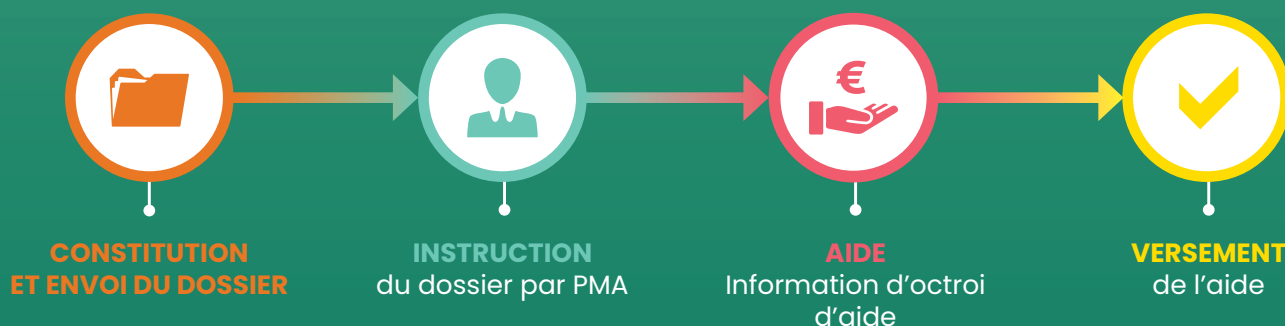 €
CONSTITUTION
ET ENVOI DU DOSSIER
INSTRUCTION
du dossier par PMA
AIDE
Information d’octroi
d’aide
VERSEMENT
de l’aide